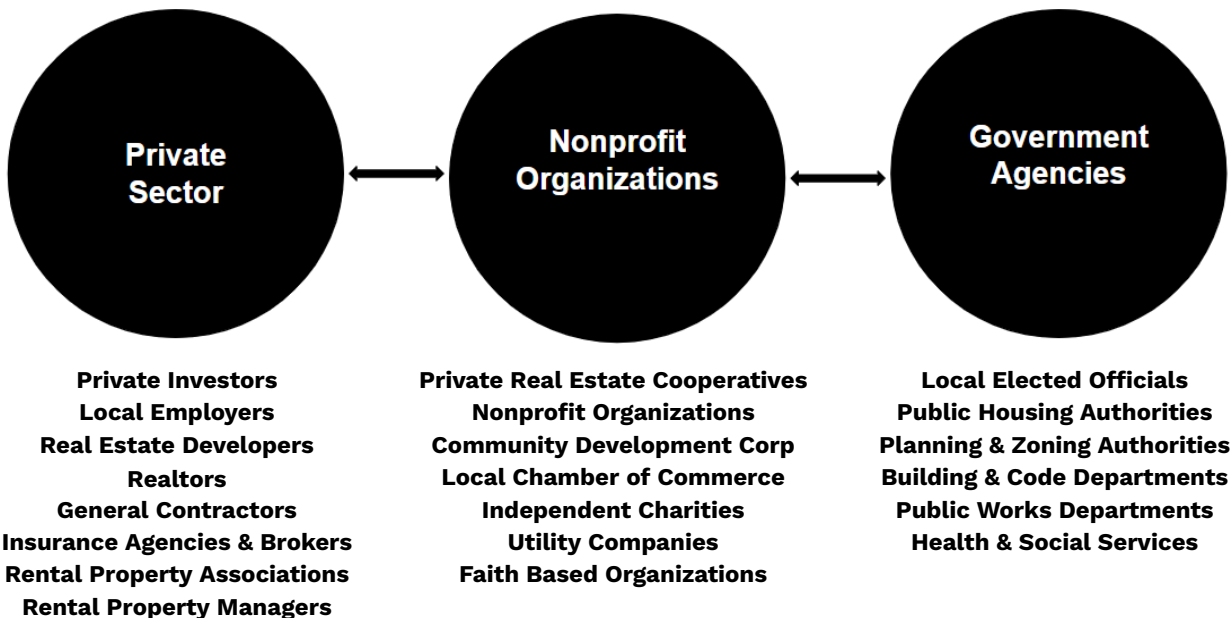 Private
Sector
Nonprofit
Organizations
Government
Agencies
Private Investors
Local Employers
Real Estate Developers
Realtors
General Contractors
Insurance Agencies & Brokers
Rental Property Associations
Rental Property Managers
Private Real Estate Cooperatives
Nonprofit Organizations
Community Development Corp
Local Chamber of Commerce
Independent Charities
Utility Companies
Faith Based Organizations
Local Elected Officials
Public Housing Authorities
Planning & Zoning Authorities
Building & Code Departments
Public Works Departments
Health & Social Services